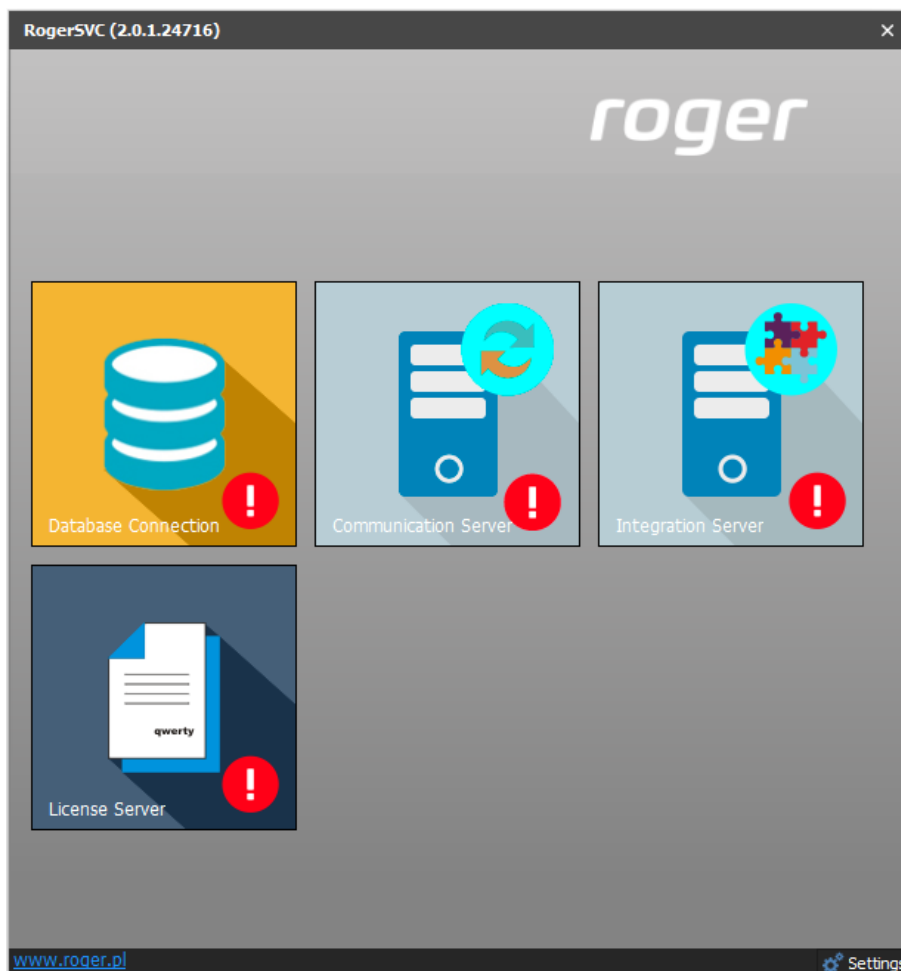 RogerSVC (2.0.1.24716)
roger
Database Connection
Communication Server
Integration Server
qwerty
License Server
www.roger.pl
Settings